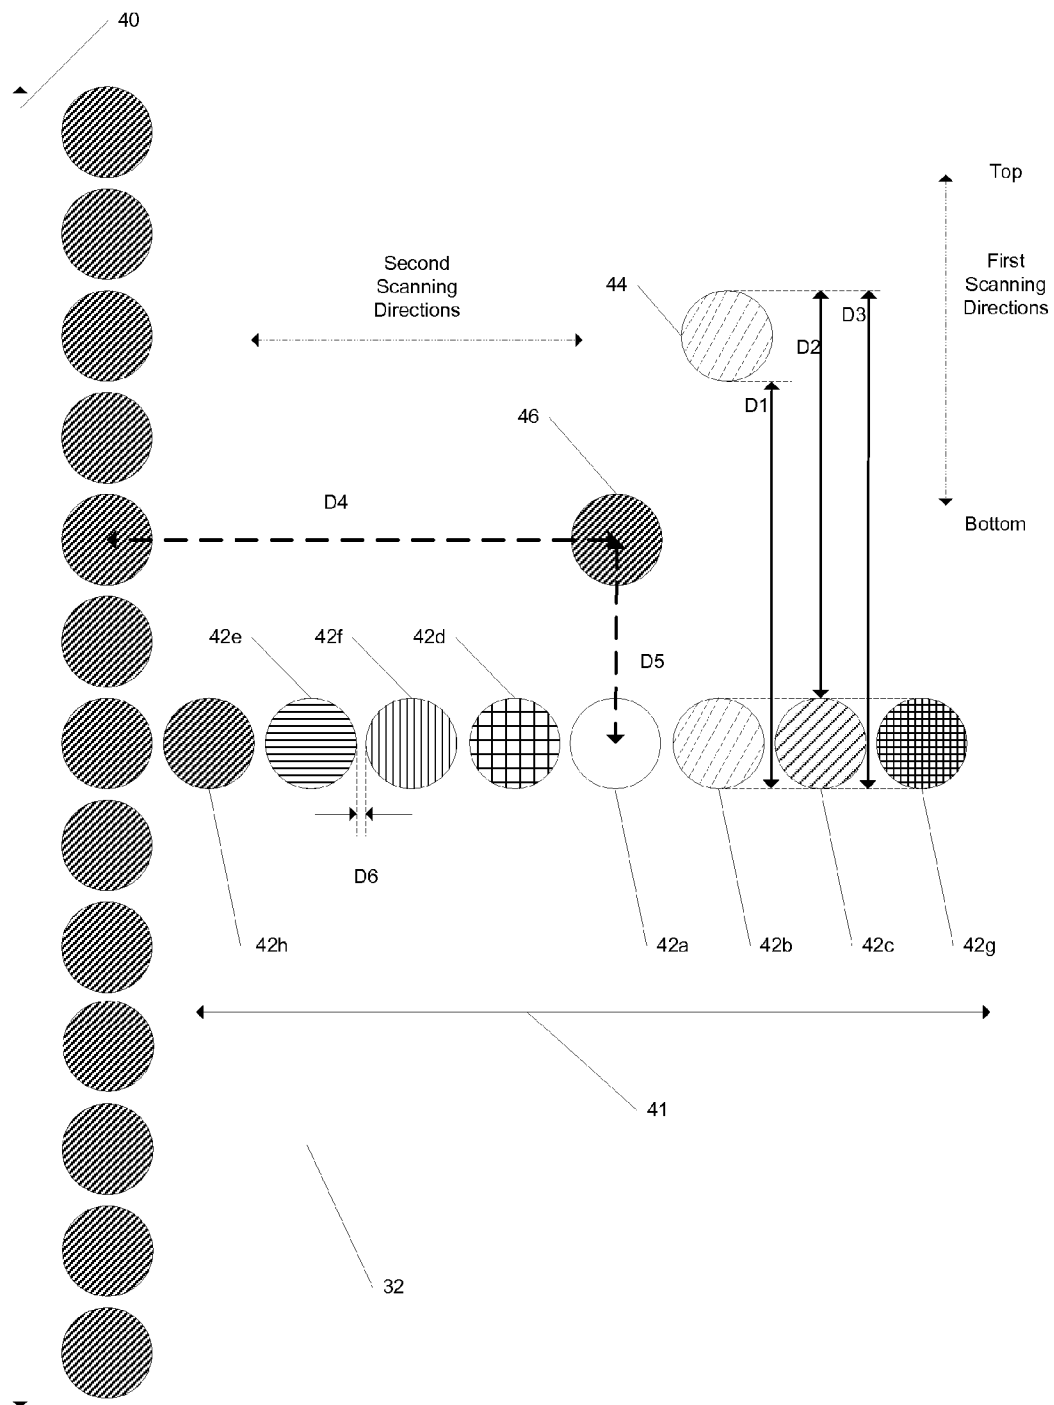 40
Top
Second
Scanning
Directions
First
Scanning
Directions
44
D3
D2
D1
46
D4
Bottom
42e
42f
42d
D5
D6
42h
42a
42b
42c
42g
41
32